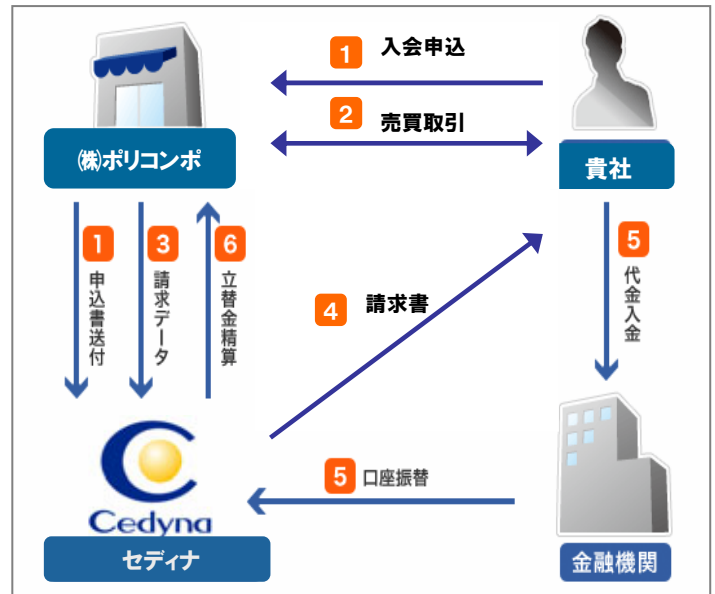 1 入会申込
2 売買取引
㈱ポリコンポ
貴社
1 申込書送付
3 請求データ
6 立替金精算
5 代金入金
4 請求書
5 口座振替
Cedyna
セディナ
金融機関